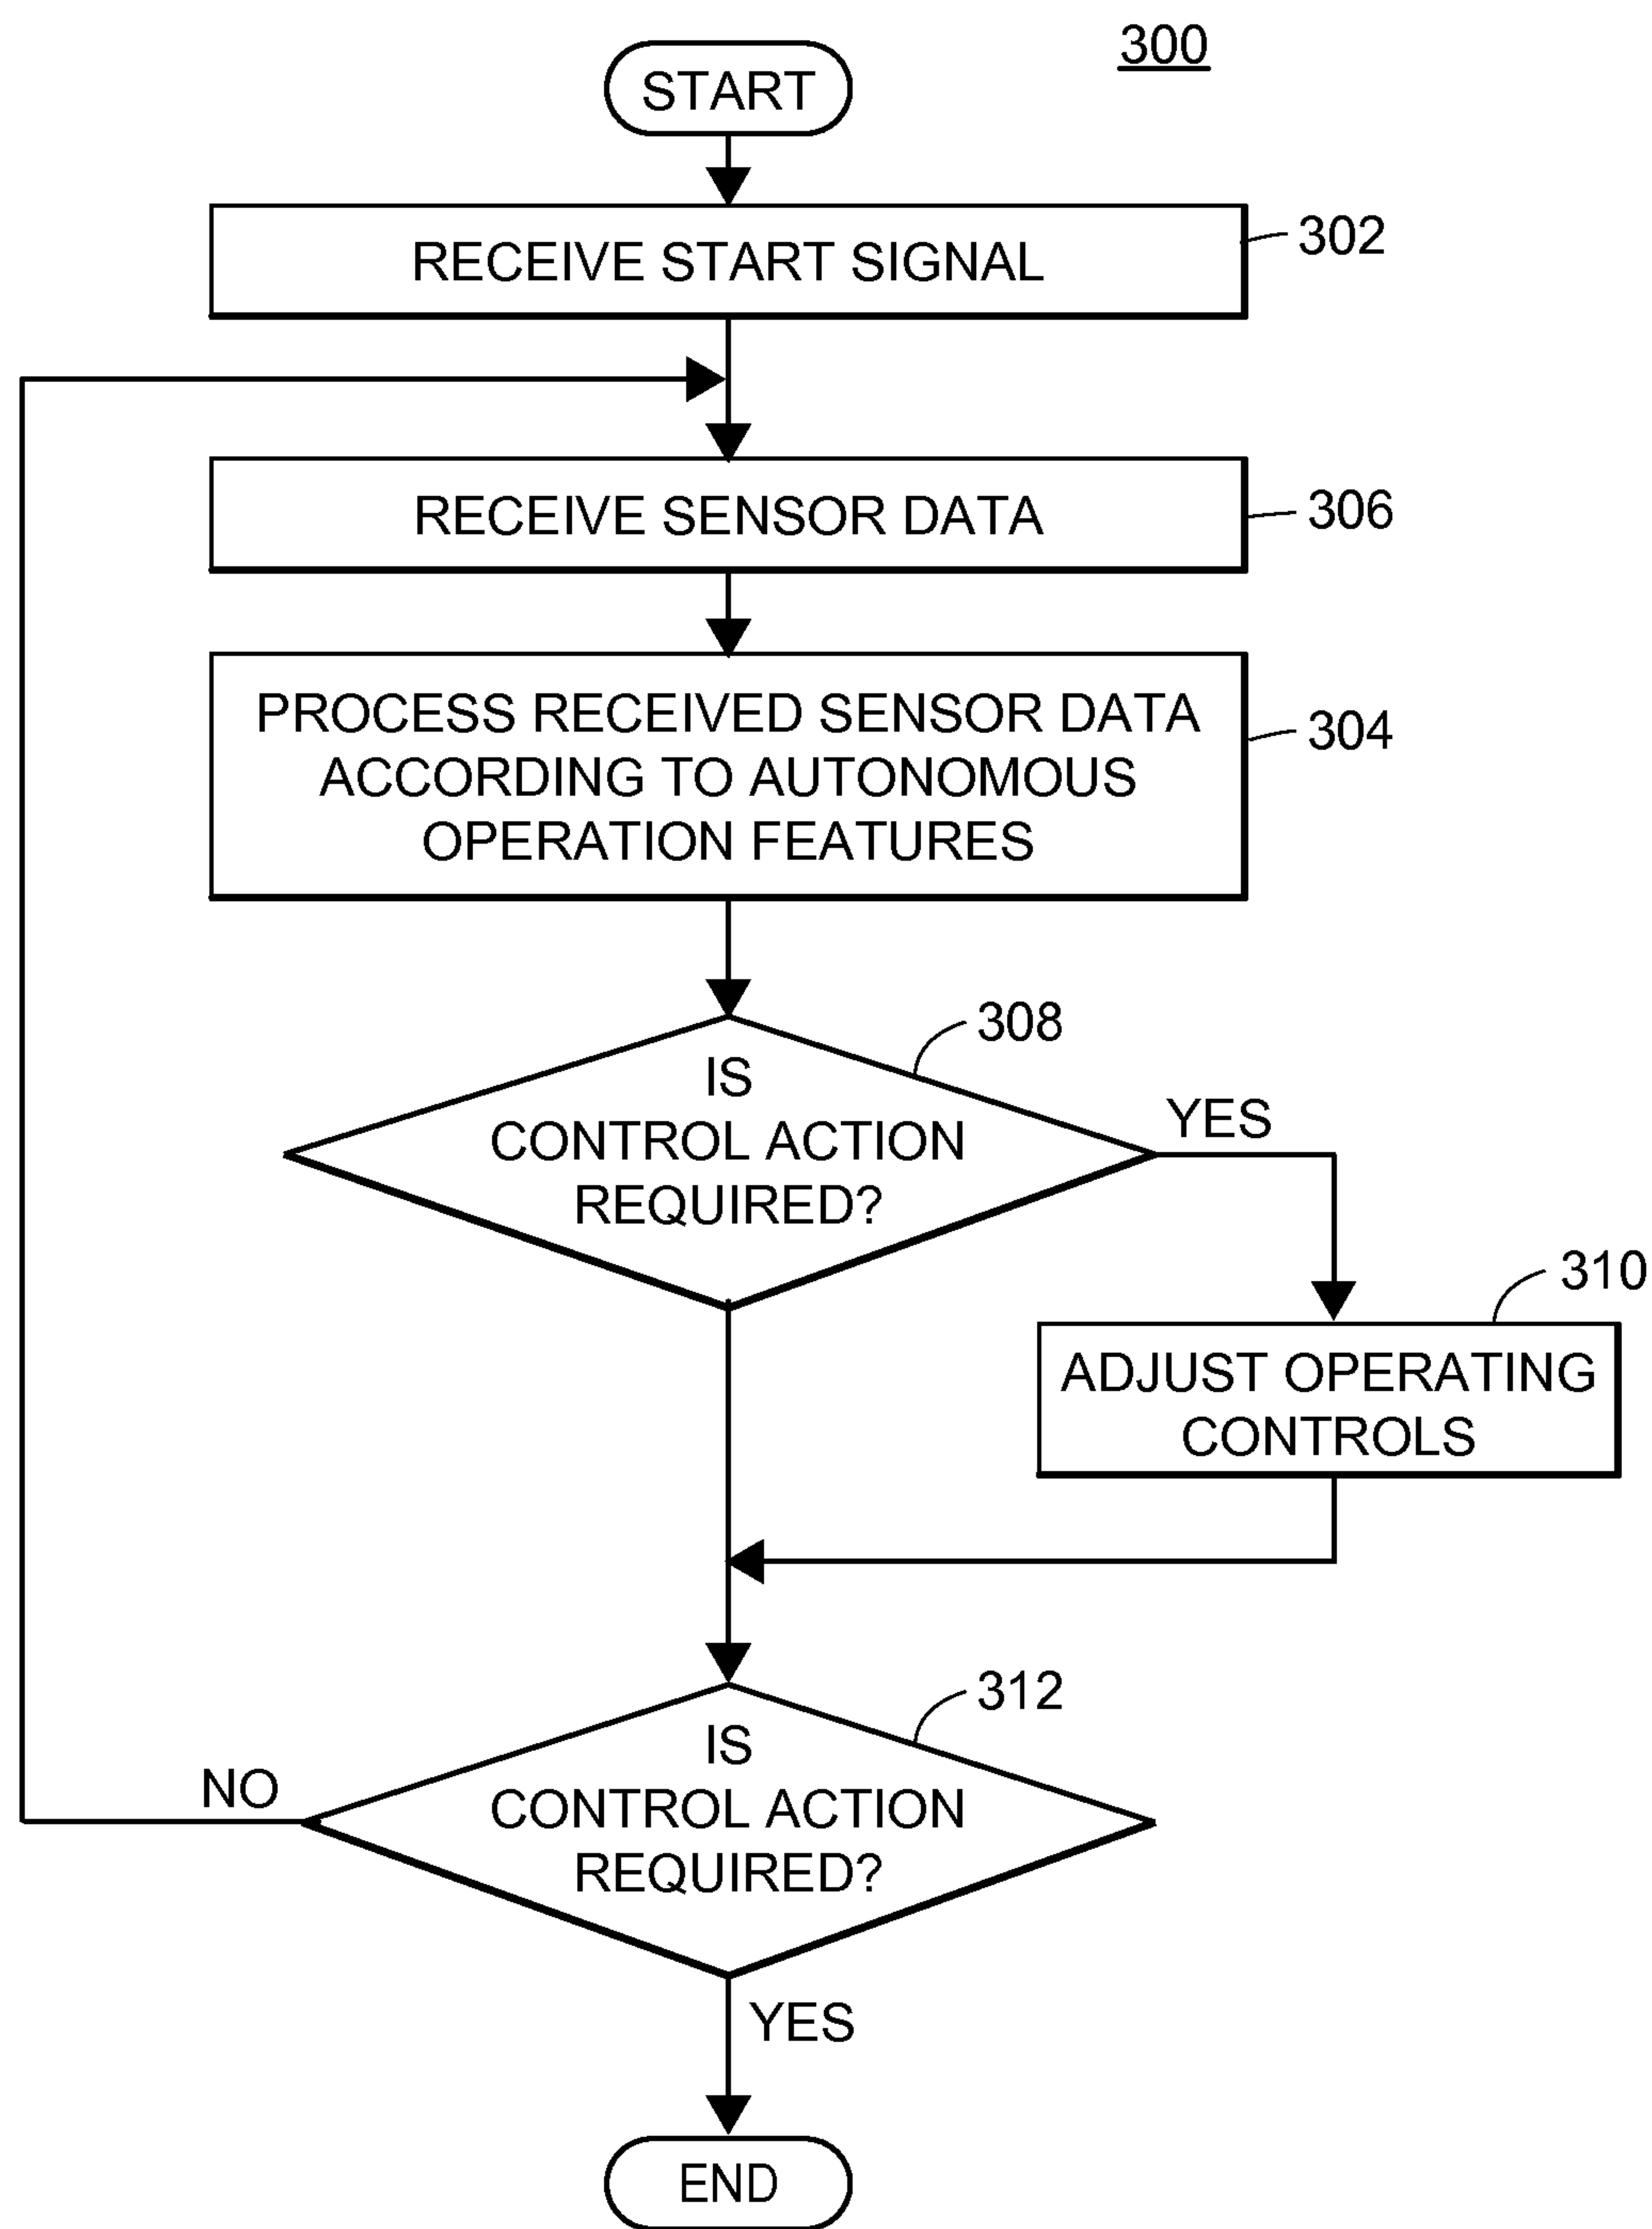 300
START
RECEIVE START SIGNAL
302
RECEIVE SENSOR DATA
306
PROCESS RECEIVED SENSOR DATA
ACCORDING TO AUTONOMOUS
OPERATION FEATURES
304
308
IS
CONTROL ACTION
REQUIRED?
YES
310
ADJUST OPERATING
CONTROLS
312
IS
CONTROL ACTION
REQUIRED?
NO
YES
END